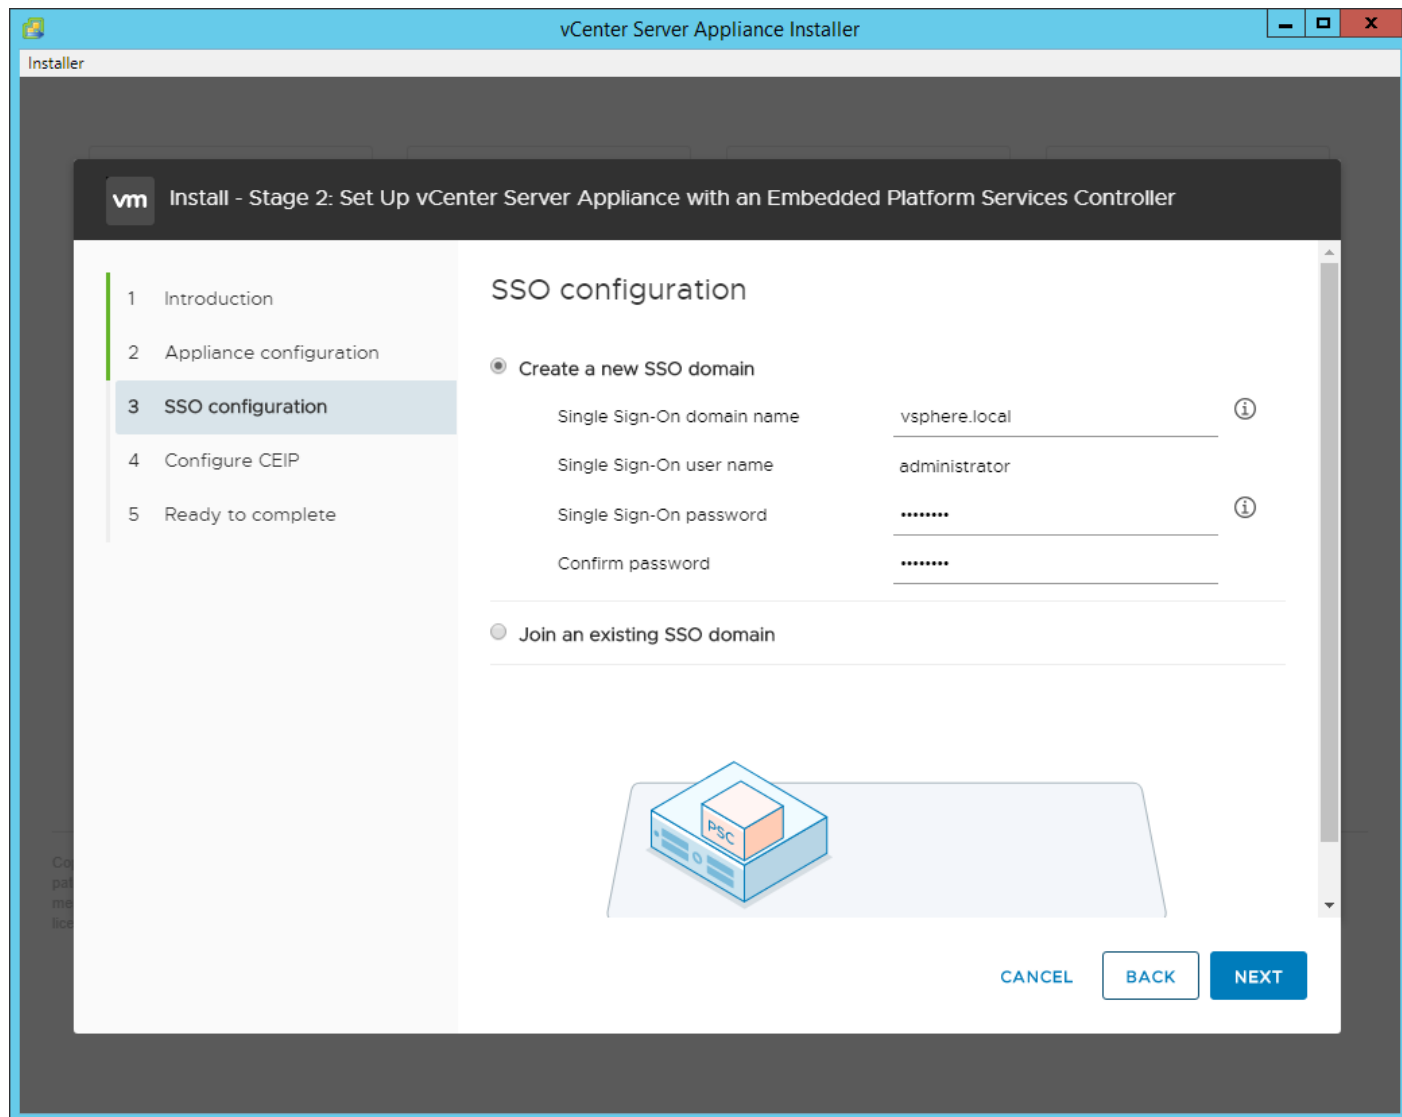 vCenter Server Appliance Installer
Installer
vm Install - Stage 2: Set Up vCenter Server Appliance with an Embedded Platform Services Controller
1 Introduction
2 Appliance configuration
3 SSO configuration
4 Configure CEIP
5 Ready to complete
SSO configuration
Create a new SSO domain
Single Sign-On domain name vsphere.local
Single Sign-On user name administrator
Single Sign-On password ••••••••
Confirm password ••••••••
Join an existing SSO domain
PSC
CANCEL BACK NEXT